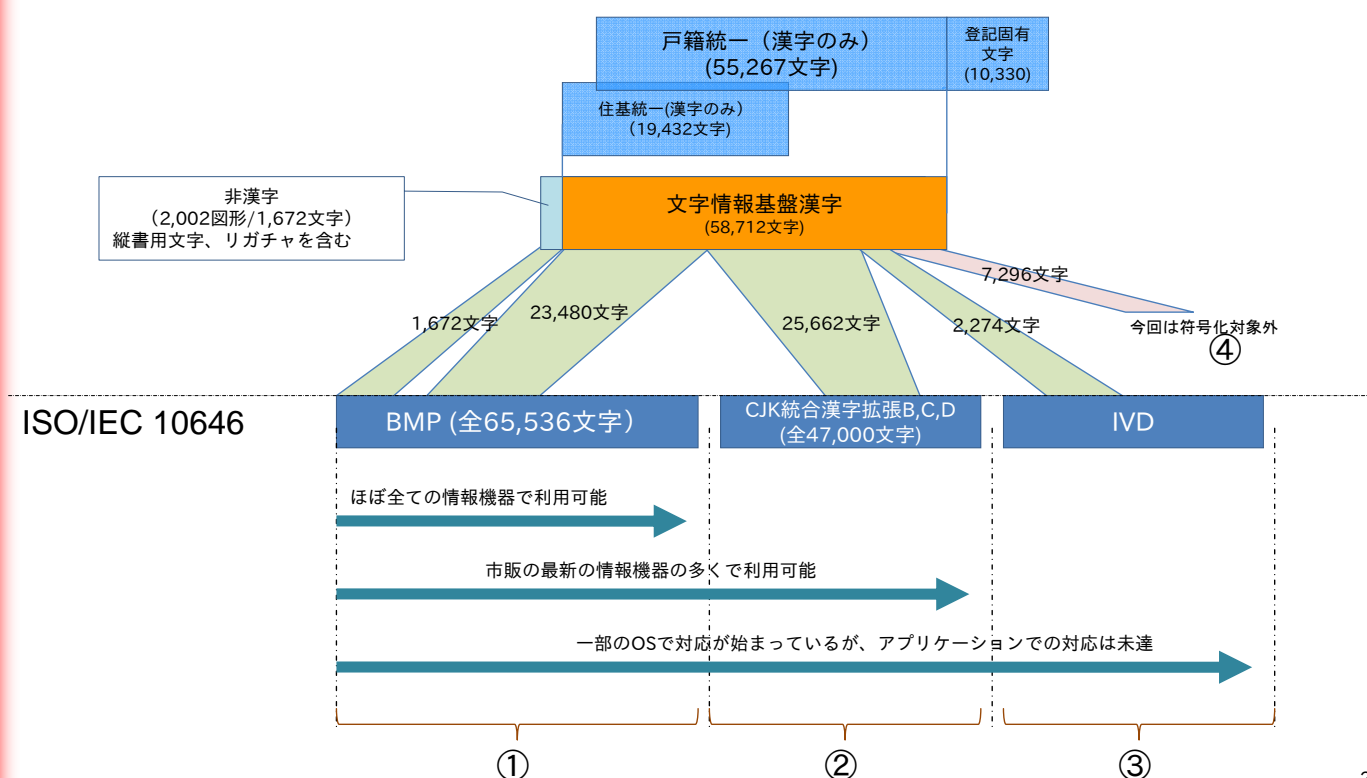 戸籍統一（漢字のみ）
(55,267文字)
登記固有
文字
(10,330)
住基統一(漢字のみ）
（19,432文字)
非漢字
（2,002図形/1,672文字）
縦書用文字、リガチャを含む
文字情報基盤漢字
(58,712文字)
1,672文字
23,480文字
25,662文字
2,274文字
7,296文字
今回は符号化対象外
④
ISO/IEC 10646
BMP (全65,536文字）
CJK統合漢字拡張B,C,D
(全47,000文字)
IVD
ほぼ全ての情報機器で利用可能
市販の最新の情報機器の多くで利用可能
一部のOSで対応が始まっているが、アプリケーションでの対応は未達
①
②
③